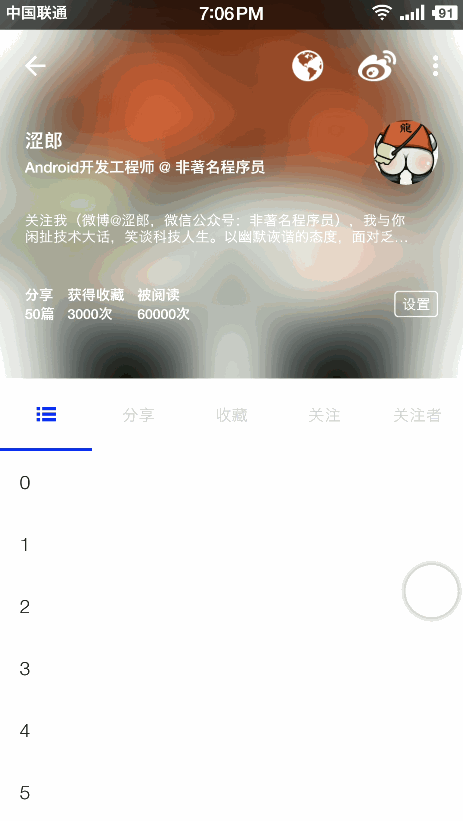 中国联通 7:06PM 91
龍
涩郎
Android开发工程师 @ 非著名程序员
关注我（微博@涩郎，微信公众号：非著名程序员），我与你
闲扯技术大话，笑谈科技人生。以幽默诙谐的态度，面对乏...
分享 获得收藏 被阅读
50篇 3000次 60000次
设置
分享 收藏 关注 关注者
0
1
2
3
4
5